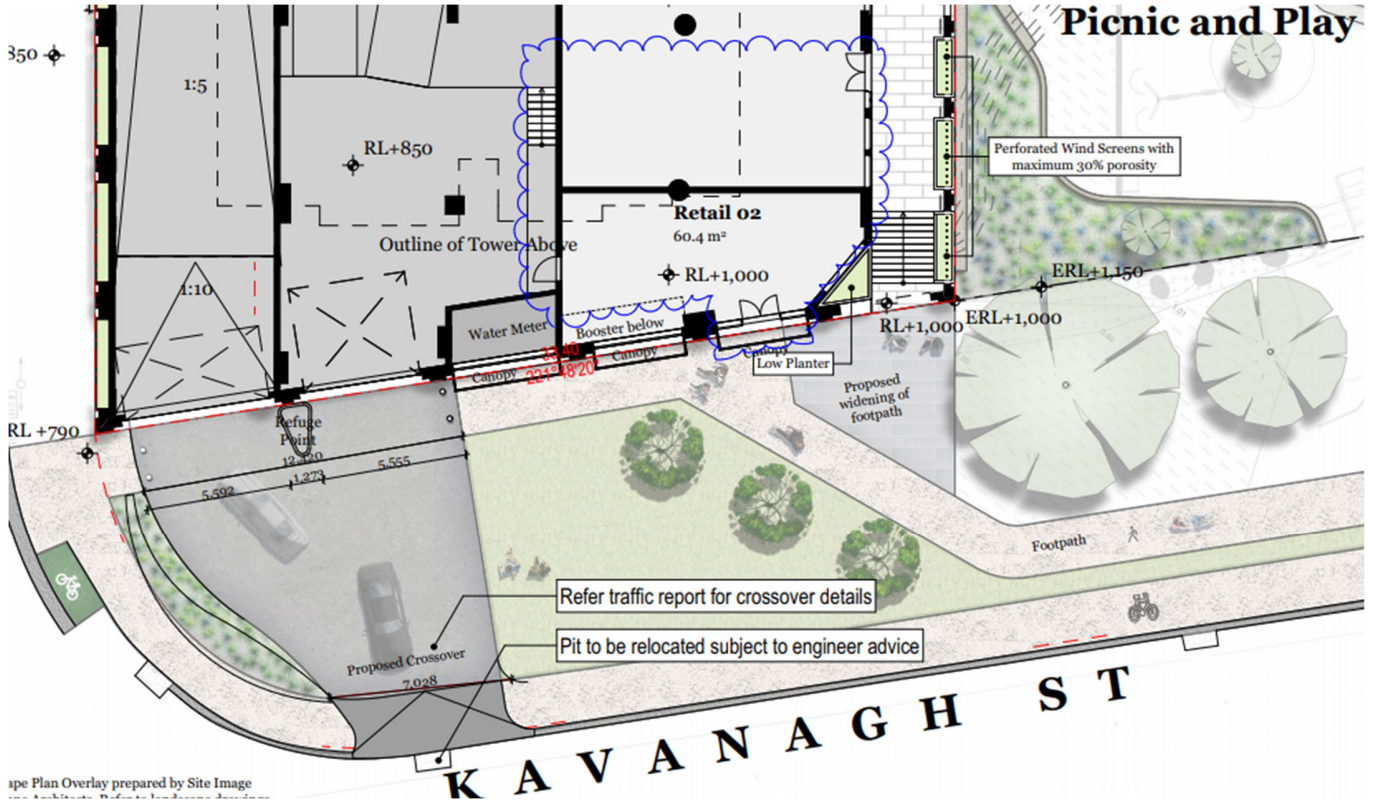 Picnic and Play
850
1:5
RL+850
Perforated Wind Screens with
maximum 30% porosity
Retail 02
60.4 m²
Outline of Tower Above
RL+1,000
ERL+1,150
1:10
Water Meter
Booster below
RL+1,000
ERL+1,000
33.40
Canopy
Canopy
Canopy
221°48'20"
Low Planter
Proposed
widening of
footpath
Refuge
Point
RL +790
12,420
5,592
1,273
5,555
Footpath
Refer traffic report for crossover details
Pit to be relocated subject to engineer advice
Proposed Crossover
7,028
KAVANAGH ST
ape Plan Overlay prepared by Site Image